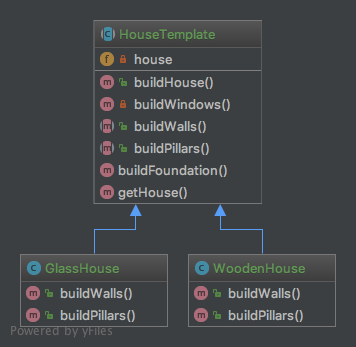 HouseTemplate
house
buildHouse()
buildWindows()
buildWalls()
buildPillars()
buildFoundation()
getHouse()
GlassHouse
buildWalls()
buildPillars()
WoodenHouse
buildWalls()
buildPillars()
Powered by yFiles